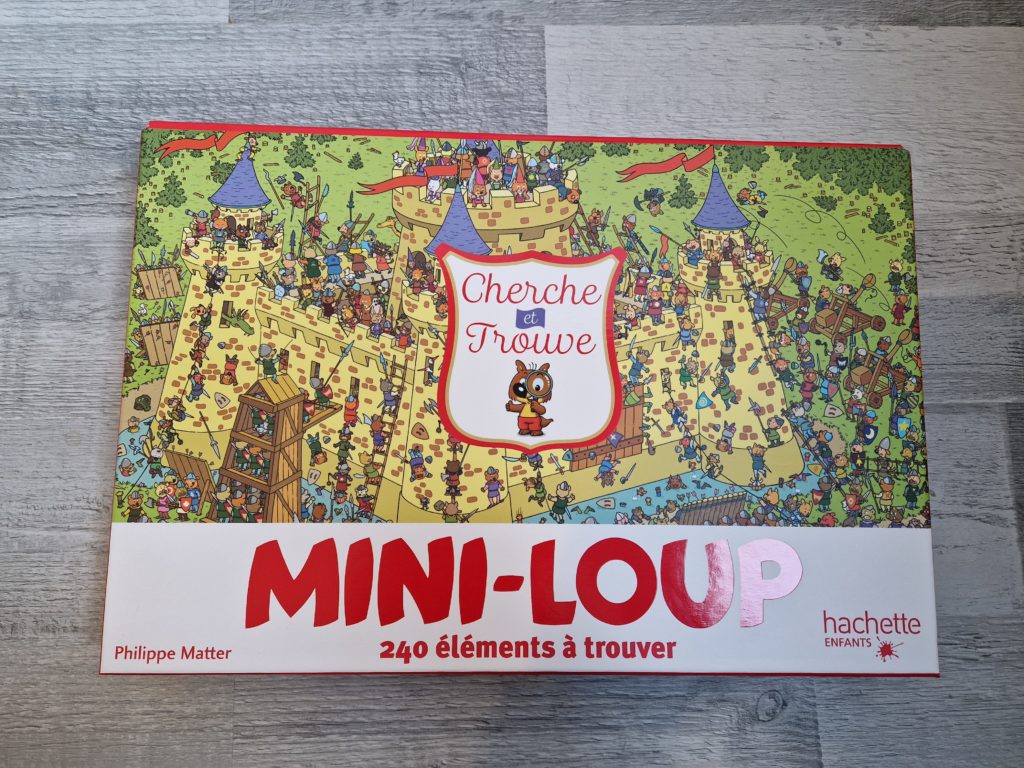 Cherche
et
Trouve
MINI-LOUP
240 éléments à trouver
Philippe Matter
hachette
ENFANTS